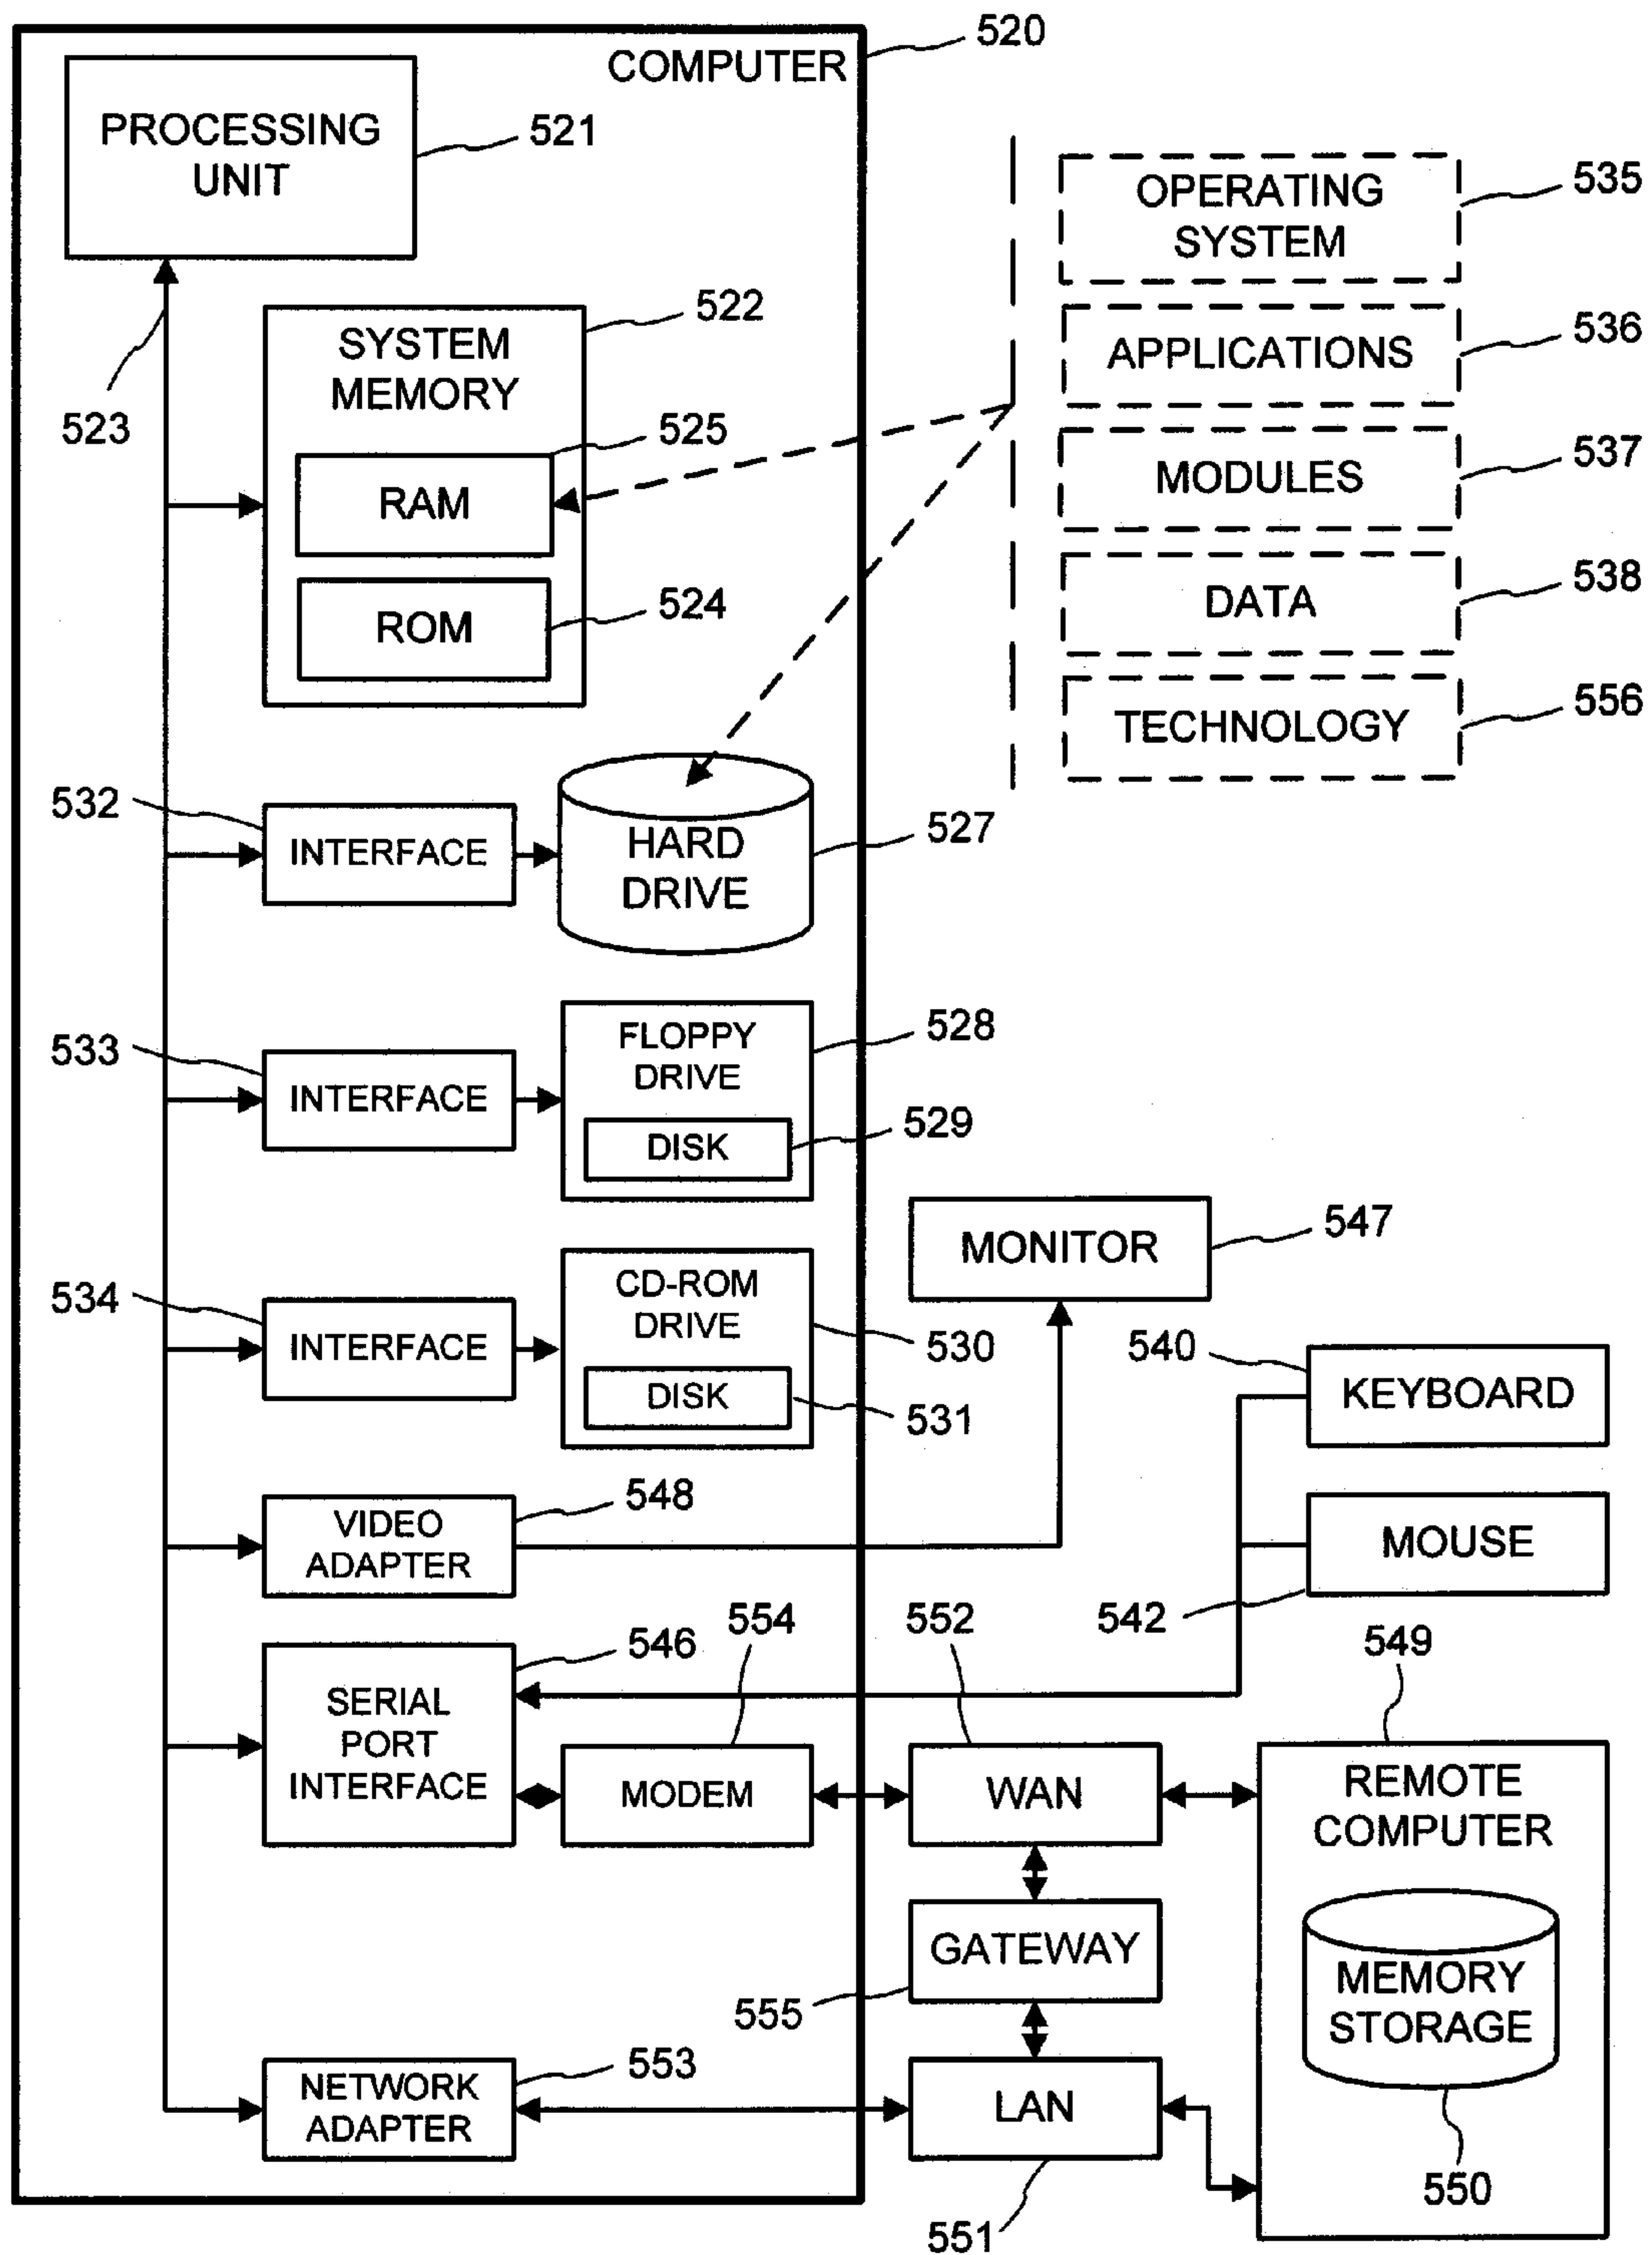 520
COMPUTER
PROCESSING
UNIT
521
523
SYSTEM
MEMORY
522
RAM
525
ROM
524
OPERATING
SYSTEM
535
APPLICATIONS
536
MODULES
537
DATA
538
TECHNOLOGY
556
532
INTERFACE
HARD
DRIVE
527
533
INTERFACE
FLOPPY
DRIVE
528
DISK
529
534
INTERFACE
CD-ROM
DRIVE
530
DISK
531
MONITOR
547
540
KEYBOARD
MOUSE
542
VIDEO
ADAPTER
548
SERIAL
PORT
INTERFACE
546
554
MODEM
552
WAN
549
REMOTE
COMPUTER
GATEWAY
555
MEMORY
STORAGE
550
NETWORK
ADAPTER
553
LAN
551